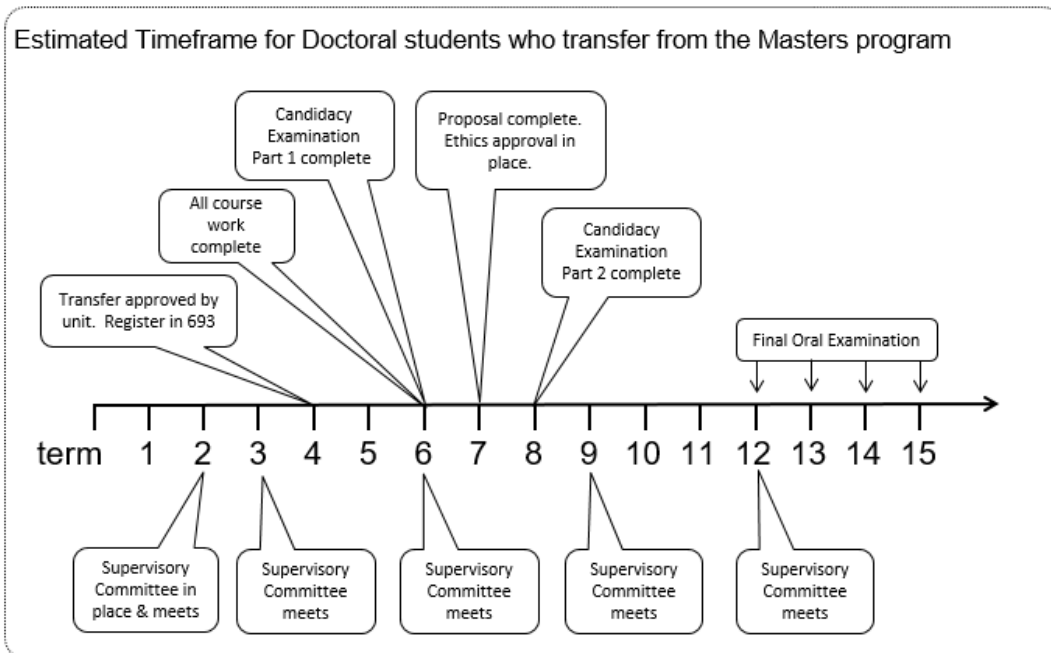 Estimated Timeframe for Doctoral students who transfer from the Masters program
Candidacy
Examination
Part 1 complete
Proposal complete.
Ethics approval in
place.
All course
work
complete
Candidacy
Examination
Part 2 complete
Transfer approved by
unit.  Register in 693
Final Oral Examination
term 1 2 3 4 5 6 7 8 9 10 11 12 13 14 15
Supervisory
Committee in
place & meets
Supervisory
Committee
meets
Supervisory
Committee
meets
Supervisory
Committee
meets
Supervisory
Committee
meets